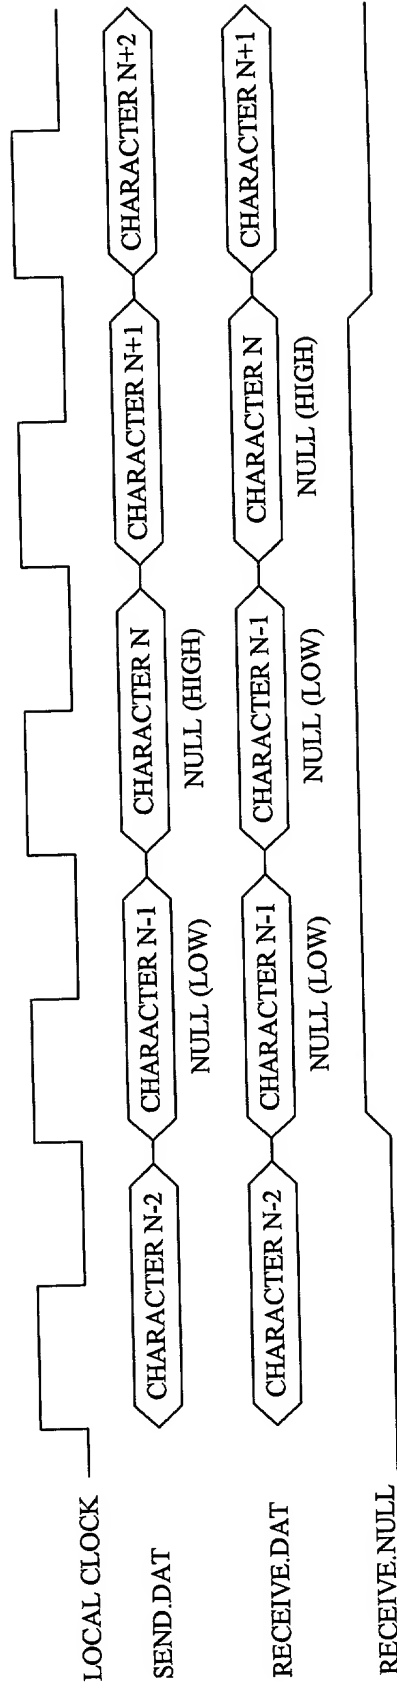 LOCAL CLOCK
SEND.DAT
CHARACTER N-2
CHARACTER N-1
CHARACTER N
CHARACTER N+1
CHARACTER N+2
NULL (LOW)
NULL (HIGH)
RECEIVE.DAT
CHARACTER N-2
CHARACTER N-1
CHARACTER N-1
CHARACTER N
CHARACTER N+1
NULL (LOW)
NULL (LOW)
NULL (HIGH)
RECEIVE.NULL